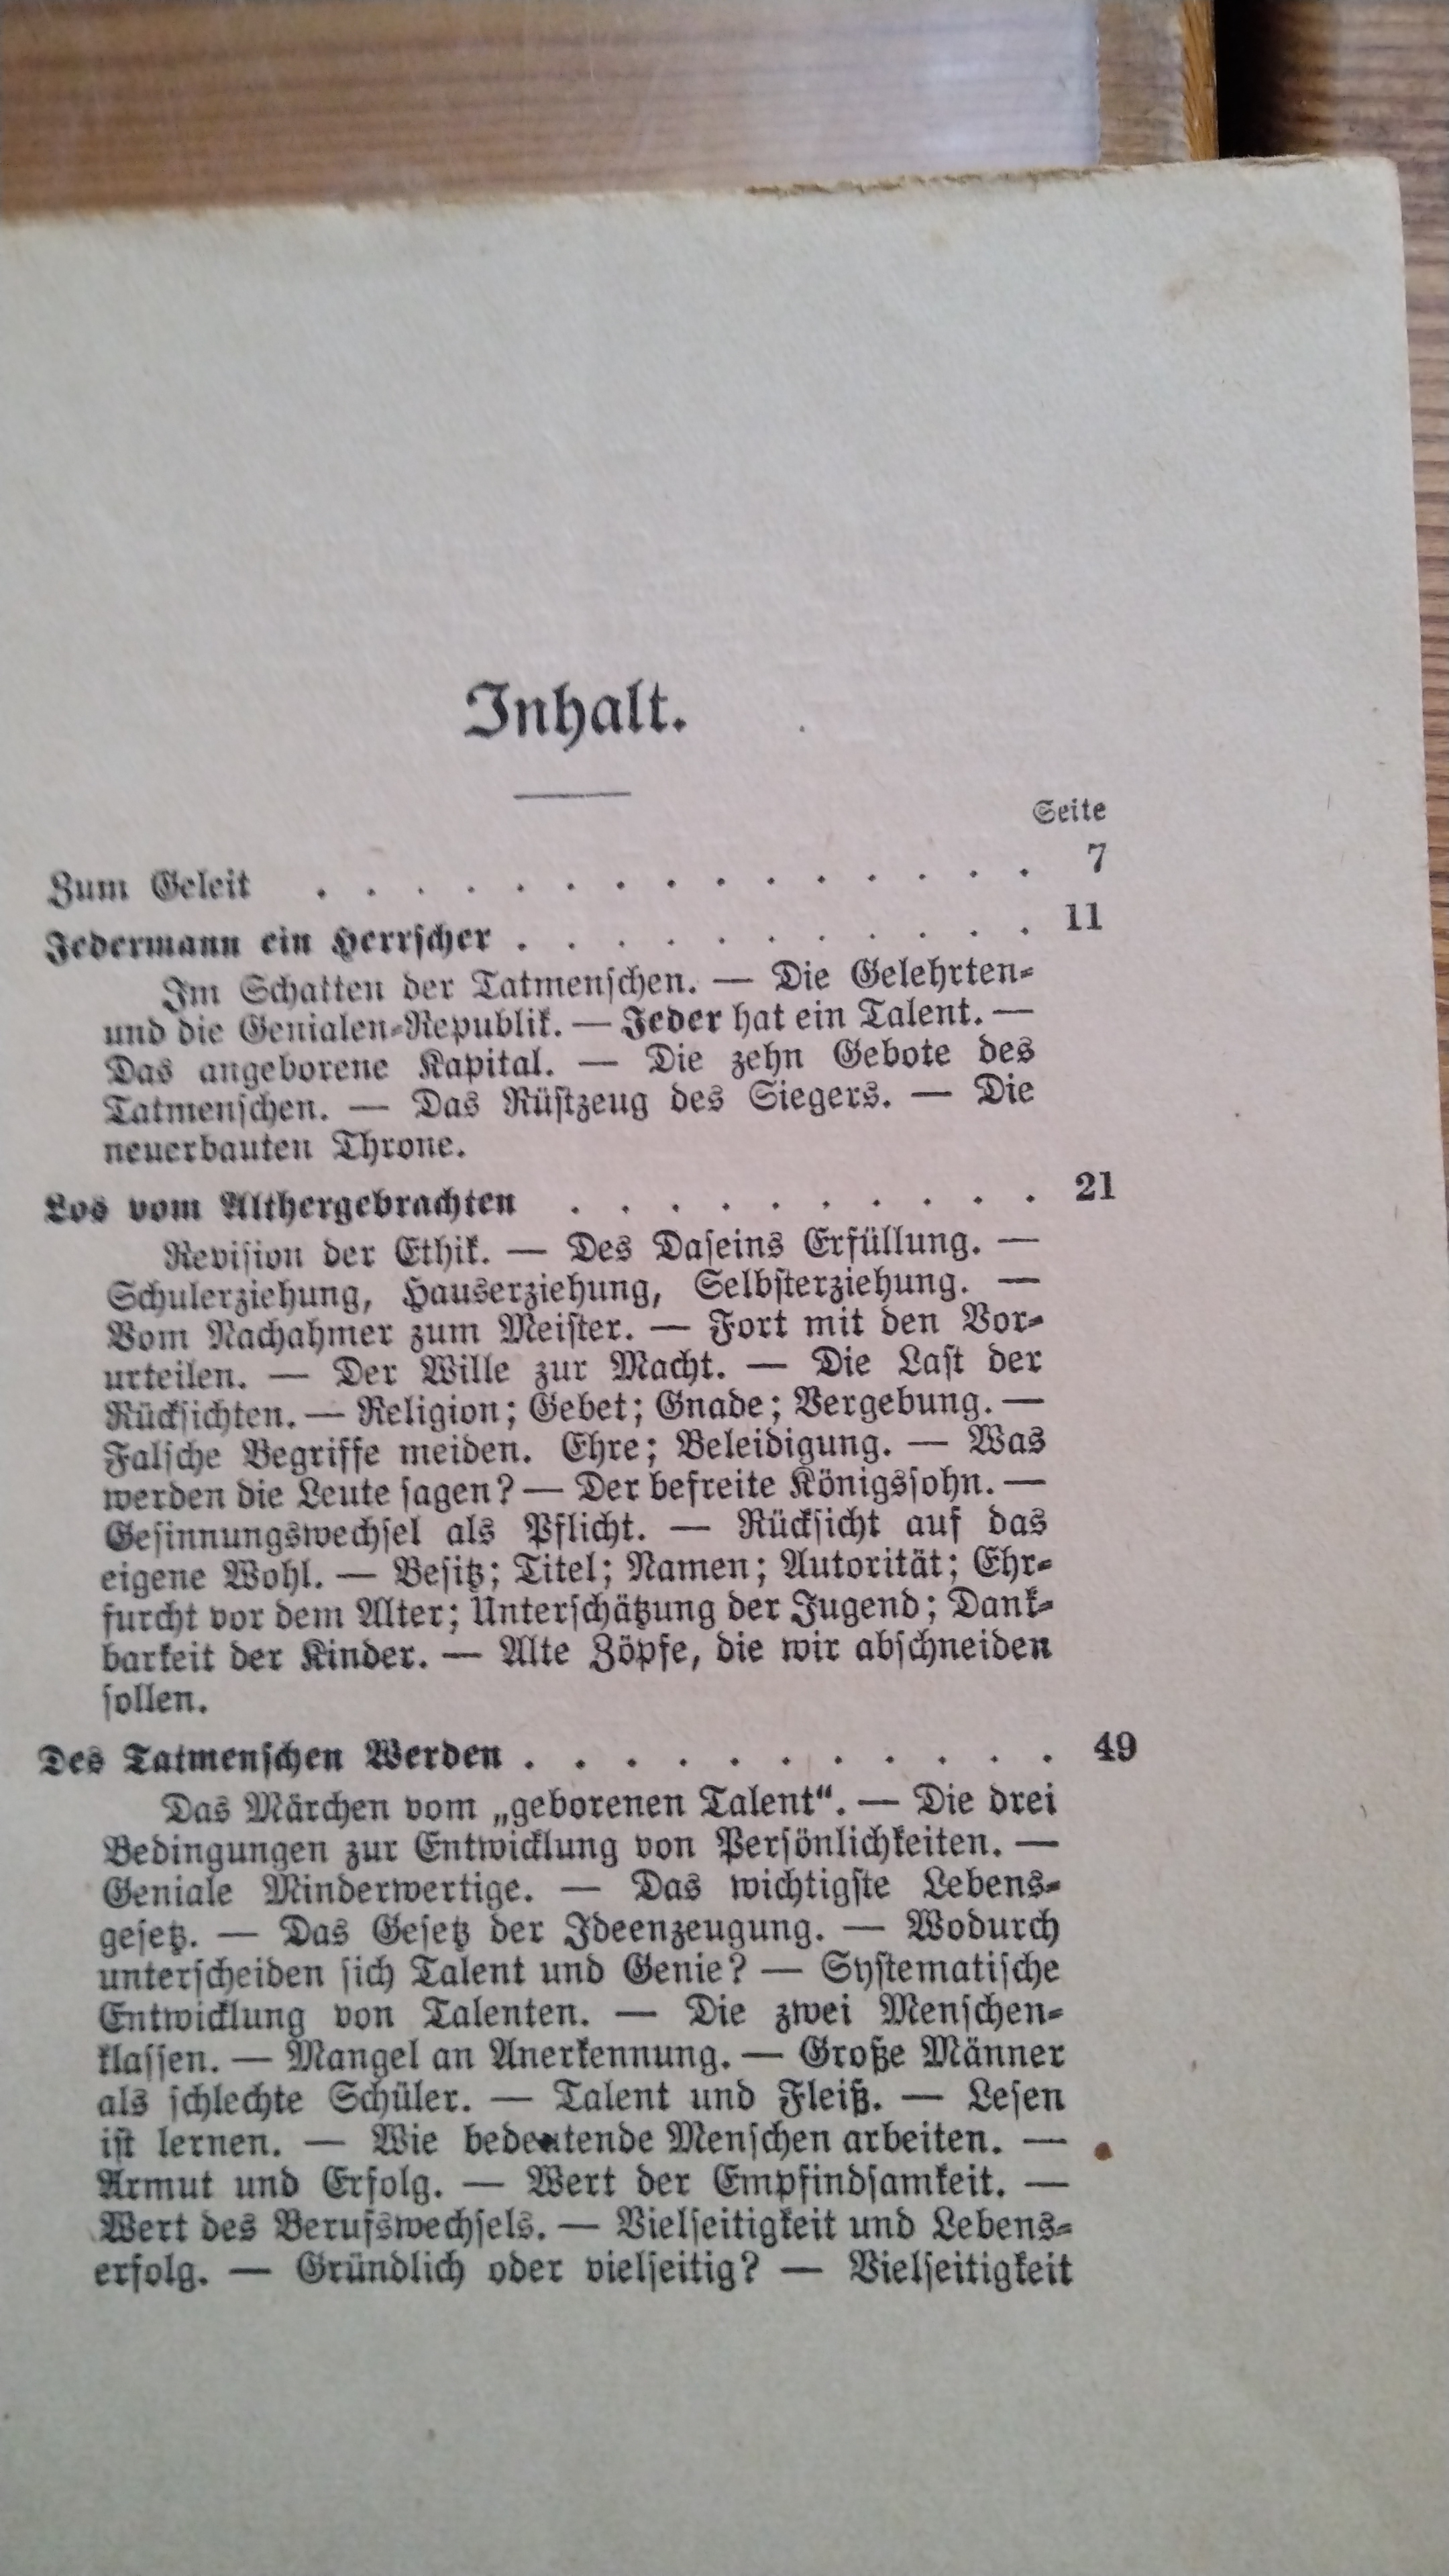 Inhalt.
Seite
Zum Geleit . . . . . . . . . . . . . . . 7
Jedermann ein Herrscher . . . . . . . . . . . 11
Im Schatten der Tatmenschen. — Die Gelehrten-
und die Genialen-Republik. — Jeder hat ein Talent. —
Das angeborene Kapital. — Die zehn Gebote des
Tatmenschen. — Das Rüstzeug des Siegers. — Die
neuerbauten Throne.
Los vom Althergebrachten . . . . . . . . . . 21
Revision der Ethik. — Des Daseins Erfüllung. —
Schulerziehung, Hauserziehung, Selbsterziehung. —
Vom Nachahmer zum Meister. — Fort mit den Vor-
urteilen. — Der Wille zur Macht. — Die Last der
Rücksichten. — Religion; Gebet; Gnade; Vergebung. —
Falsche Begriffe meiden. Ehre; Beleidigung. — Was
werden die Leute sagen? — Der befreite Königssohn. —
Gesinnungswechsel als Pflicht. — Rücksicht auf das
eigene Wohl. — Besitz; Titel; Namen; Autorität; Ehr-
furcht vor dem Alter; Unterschätzung der Jugend; Dank-
barkeit der Kinder. — Alte Zöpfe, die wir abschneiden
sollen.
Des Tatmenschen Werden . . . . . . . . . . . 49
Das Märchen vom „geborenen Talent“. — Die drei
Bedingungen zur Entwicklung von Persönlichkeiten. —
Geniale Minderwertige. — Das wichtigste Lebens-
gesetz. — Das Gesetz der Ideenzeugung. — Wodurch
unterscheiden sich Talent und Genie? — Systematische
Entwicklung von Talenten. — Die zwei Menschen-
klassen. — Mangel an Anerkennung. — Große Männer
als schlechte Schüler. — Talent und Fleiß. — Lesen
ist lernen. — Wie bedeutende Menschen arbeiten. —
Armut und Erfolg. — Wert der Empfindsamkeit. —
Wert des Berufswechsels. — Vielseitigkeit und Lebens-
erfolg. — Gründlich oder vielseitig? — Vielseitigkeit